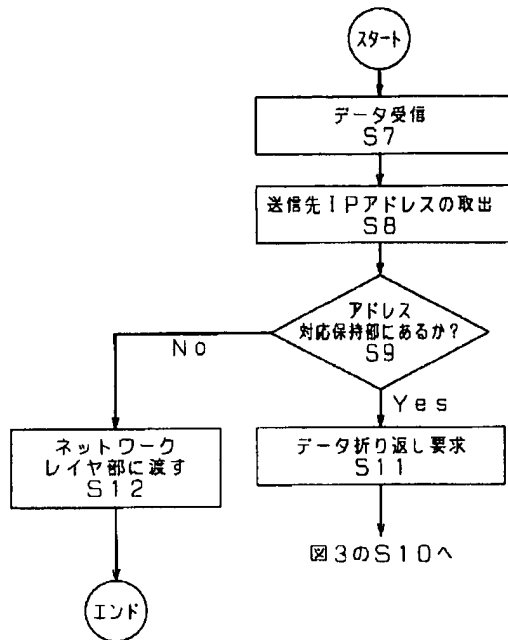 スタート
データ受信
S7
送信先IPアドレスの取出
S8
アドレス
対応保持部にあるか?
S9
No
Yes
ネットワーク
レイヤ部に渡す
S12
データ折り返し要求
S11
図3のS10へ
エンド